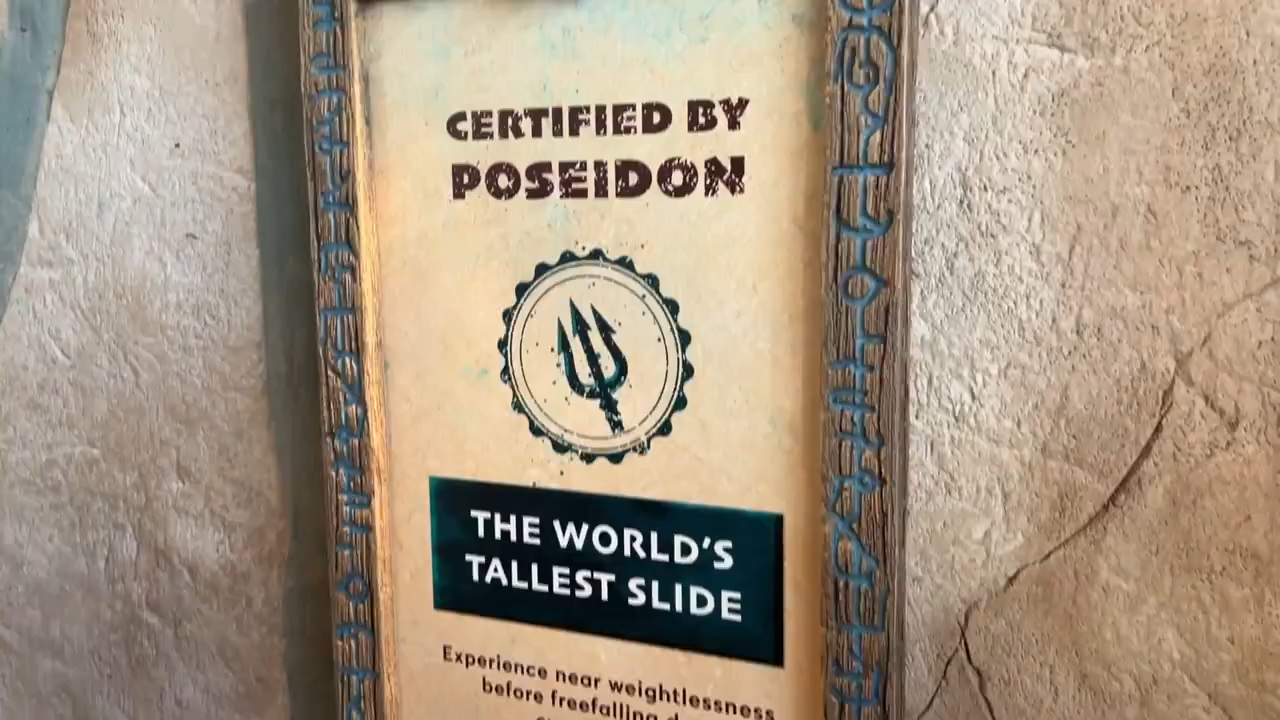 CERTIFIED BY
POSEIDON
THE WORLD'S
TALLEST SLIDE
Experience near weightlessness
before freefalling